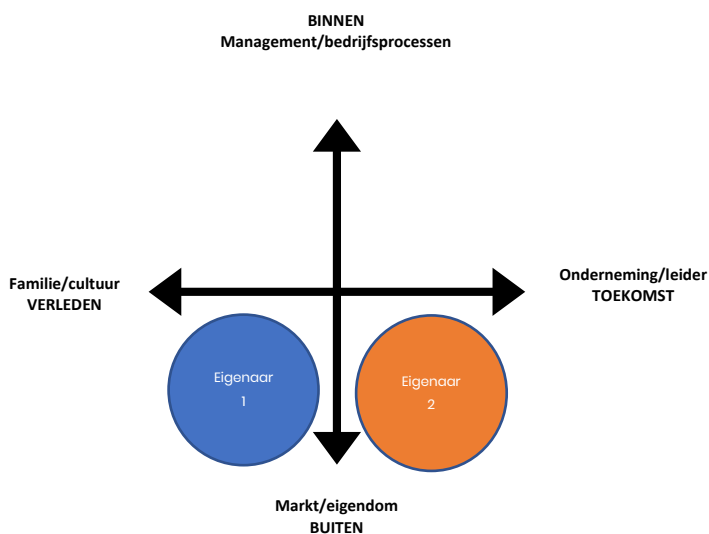 BINNEN
Management/bedrijfsprocessen
Familie/cultuur
VERLEDEN
Onderneming/leider
TOEKOMST
Eigenaar
1
Eigenaar
2
Markt/eigendom
BUITEN